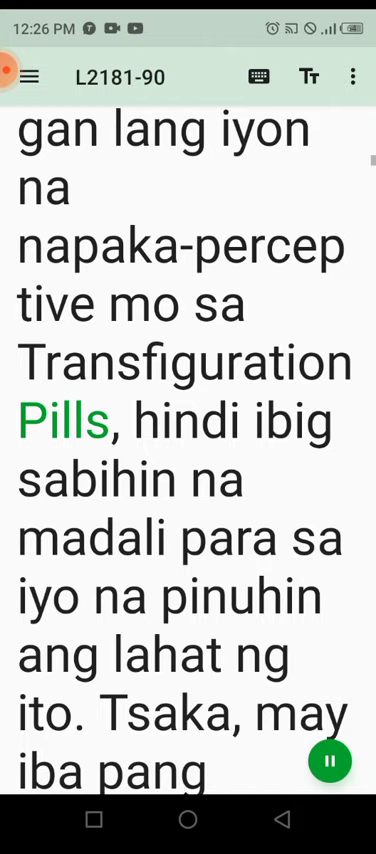 12:26 PM
L2181-90
Tт
gan lang iyon
na
napaka-percep
tive mo sa
Transfiguration
Pills, hindi ibig
sabihin na
madali para sa
iyo na pinuhin
ang lahat ng
ito. Tsaka, may
iba pang